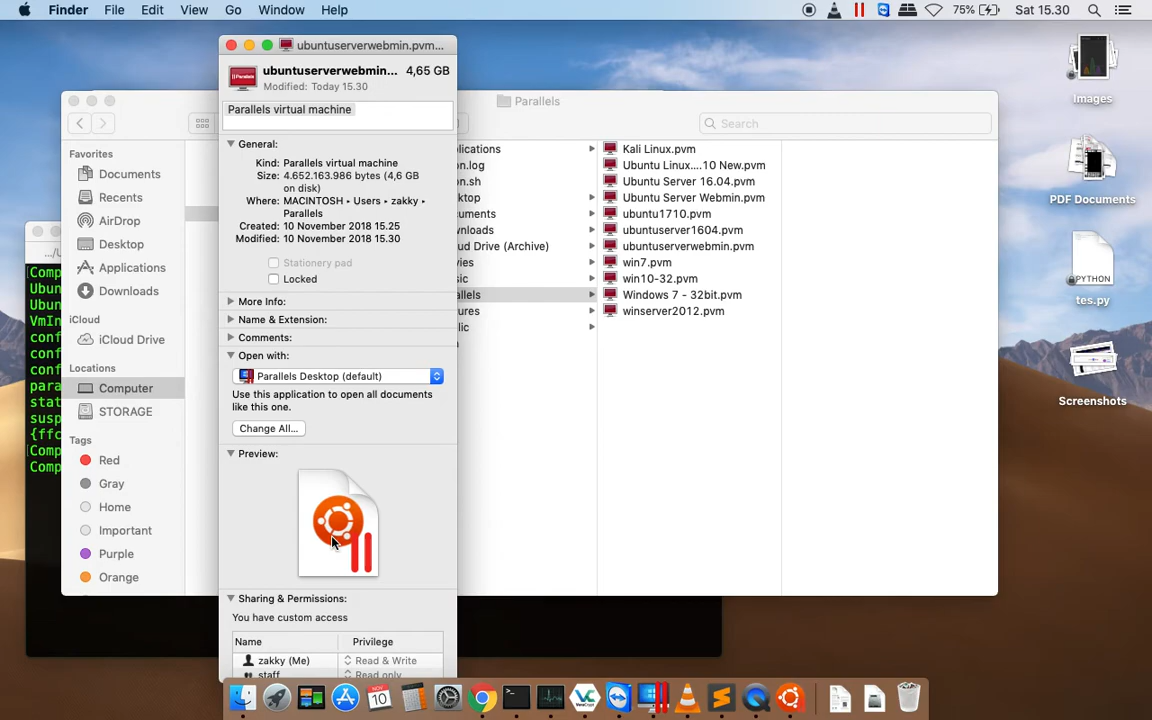 Finder File Edit View Go Window Help 75% Sat 15.30
ubuntuserverwebmin.pvm...
ubuntuserverwebmin... 4,65 GB
Modified: Today 15.30
Parallels virtual machine
General:
Kind: Parallels virtual machine
Size: 4.652.163.986 bytes (4,6 GB
on disk)
Where: MACINTOSH ▸ Users ▸ zakky ▸
Parallels
Created: 10 November 2018 15.25
Modified: 10 November 2018 15.30
Stationery pad
Locked
More Info:
Name & Extension:
Comments:
Open with:
Parallels Desktop (default)
Use this application to open all documents
like this one.
Change All...
Preview:
Sharing & Permissions:
You have custom access
Name Privilege
zakky (Me) Read & Write
staff Read only
Parallels
Search
Favorites
Documents
Recents
AirDrop
Desktop
Applications
Downloads
iCloud
iCloud Drive
Locations
Computer
STORAGE
Tags
Red
Gray
Home
Important
Purple
Orange
lications
on.log
on.sh
ktop
uments
wnloads
ud Drive (Archive)
vies
sic
allels
ures
lic
Kali Linux.pvm
Ubuntu Linux....10 New.pvm
Ubuntu Server 16.04.pvm
Ubuntu Server Webmin.pvm
ubuntu1710.pvm
ubuntuserver1604.pvm
ubuntuserverwebmin.pvm
win7.pvm
win10-32.pvm
Windows 7 - 32bit.pvm
winserver2012.pvm
.../U
Comp
Ubun
Ubun
VmIn
conf
conf
conf
para
stat
susp
{ffc
Comp
Comp
Images
PDF Documents
PYTHON
tes.py
Screenshots
NOV
10